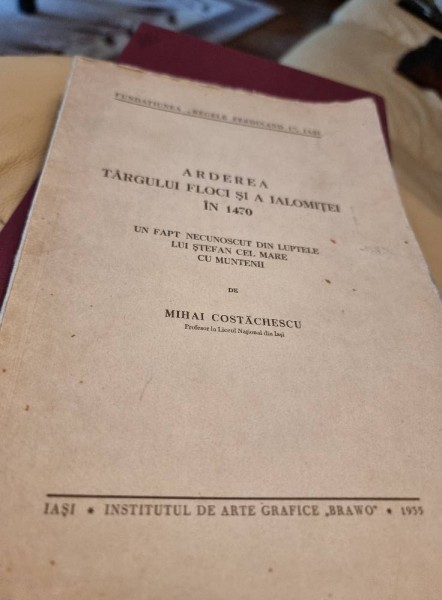 FUNDAȚIUNEA „REGELE FERDINAND I", IAȘI
ARDEREA
TÂRGULUI FLOCI ȘI A IALOMIȚEI
ÎN 1470
UN FAPT NECUNOSCUT DIN LUPTELE
LUI ȘTEFAN CEL MARE
CU MUNTENII
DE
MIHAI COSTĂCHESCU
Profesor la Liceul Național din Iași
IAȘI • INSTITUTUL DE ARTE GRAFICE „BRAWO" • 1935